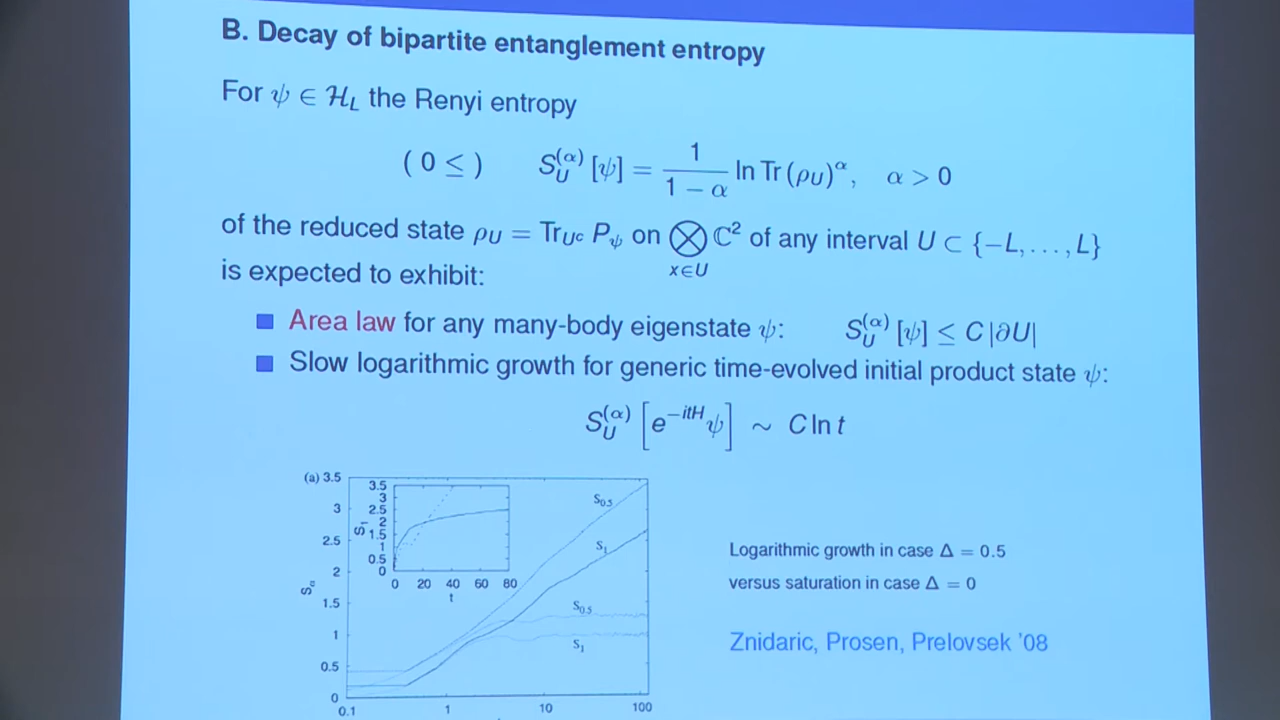 B. Decay of bipartite entanglement entropy
For ψ ∈ ℋ_L the Renyi entropy
( 0 ≤ ) S_U^(α) [ψ] = 1/(1 − α) ln Tr (ρ_U)^α, α > 0
of the reduced state ρ_U = Tr_{U^c} P_ψ on ⨂_{x∈U} ℂ² of any interval U ⊂ {−L, . . . , L}
is expected to exhibit:
Area law for any many-body eigenstate ψ: S_U^(α) [ψ] ≤ C |∂U|
Slow logarithmic growth for generic time-evolved initial product state ψ:
S_U^(α) [e^{−itH} ψ] ∼ C ln t
(a) 3.5
3
2.5
2
1.5
1
0.5
0
S_α
0.1 1 10 100
3.5
3
2.5
2
1.5
1
0.5
0
S_1
0 20 40 60 80
t
S_0.5
S_1
S_0.5
S_1
Logarithmic growth in case Δ = 0.5
versus saturation in case Δ = 0
Znidaric, Prosen, Prelovsek '08